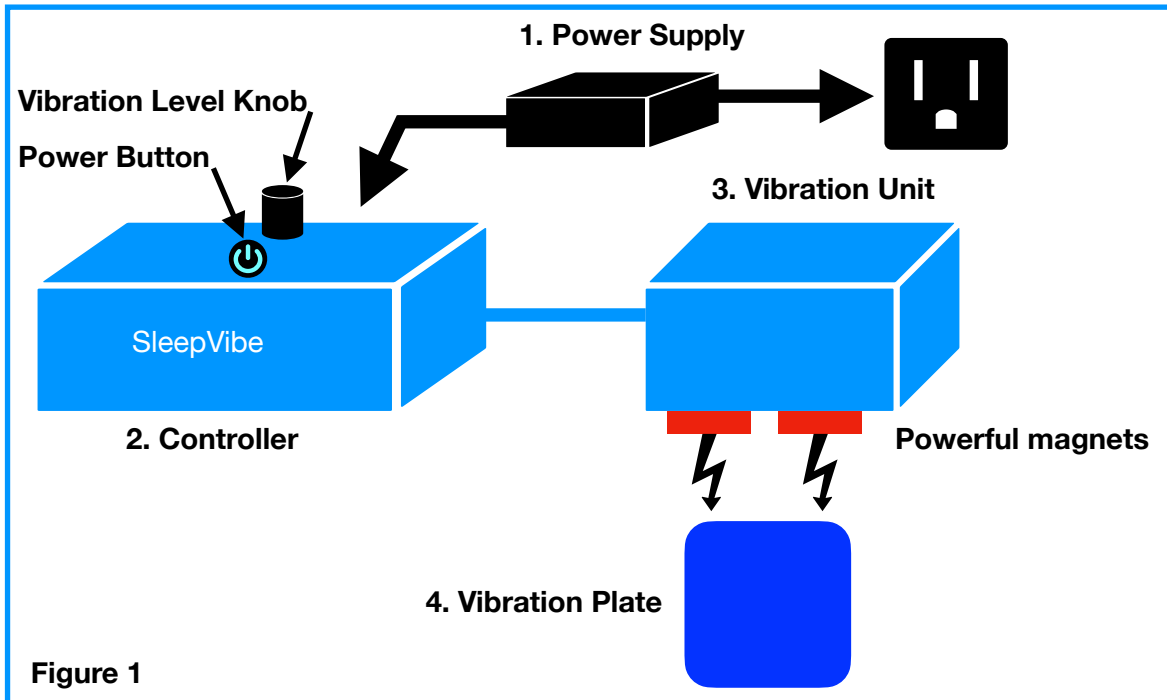 1. Power Supply
Vibration Level Knob
Power Button
3. Vibration Unit
SleepVibe
2. Controller
Powerful magnets
4. Vibration Plate
Figure 1